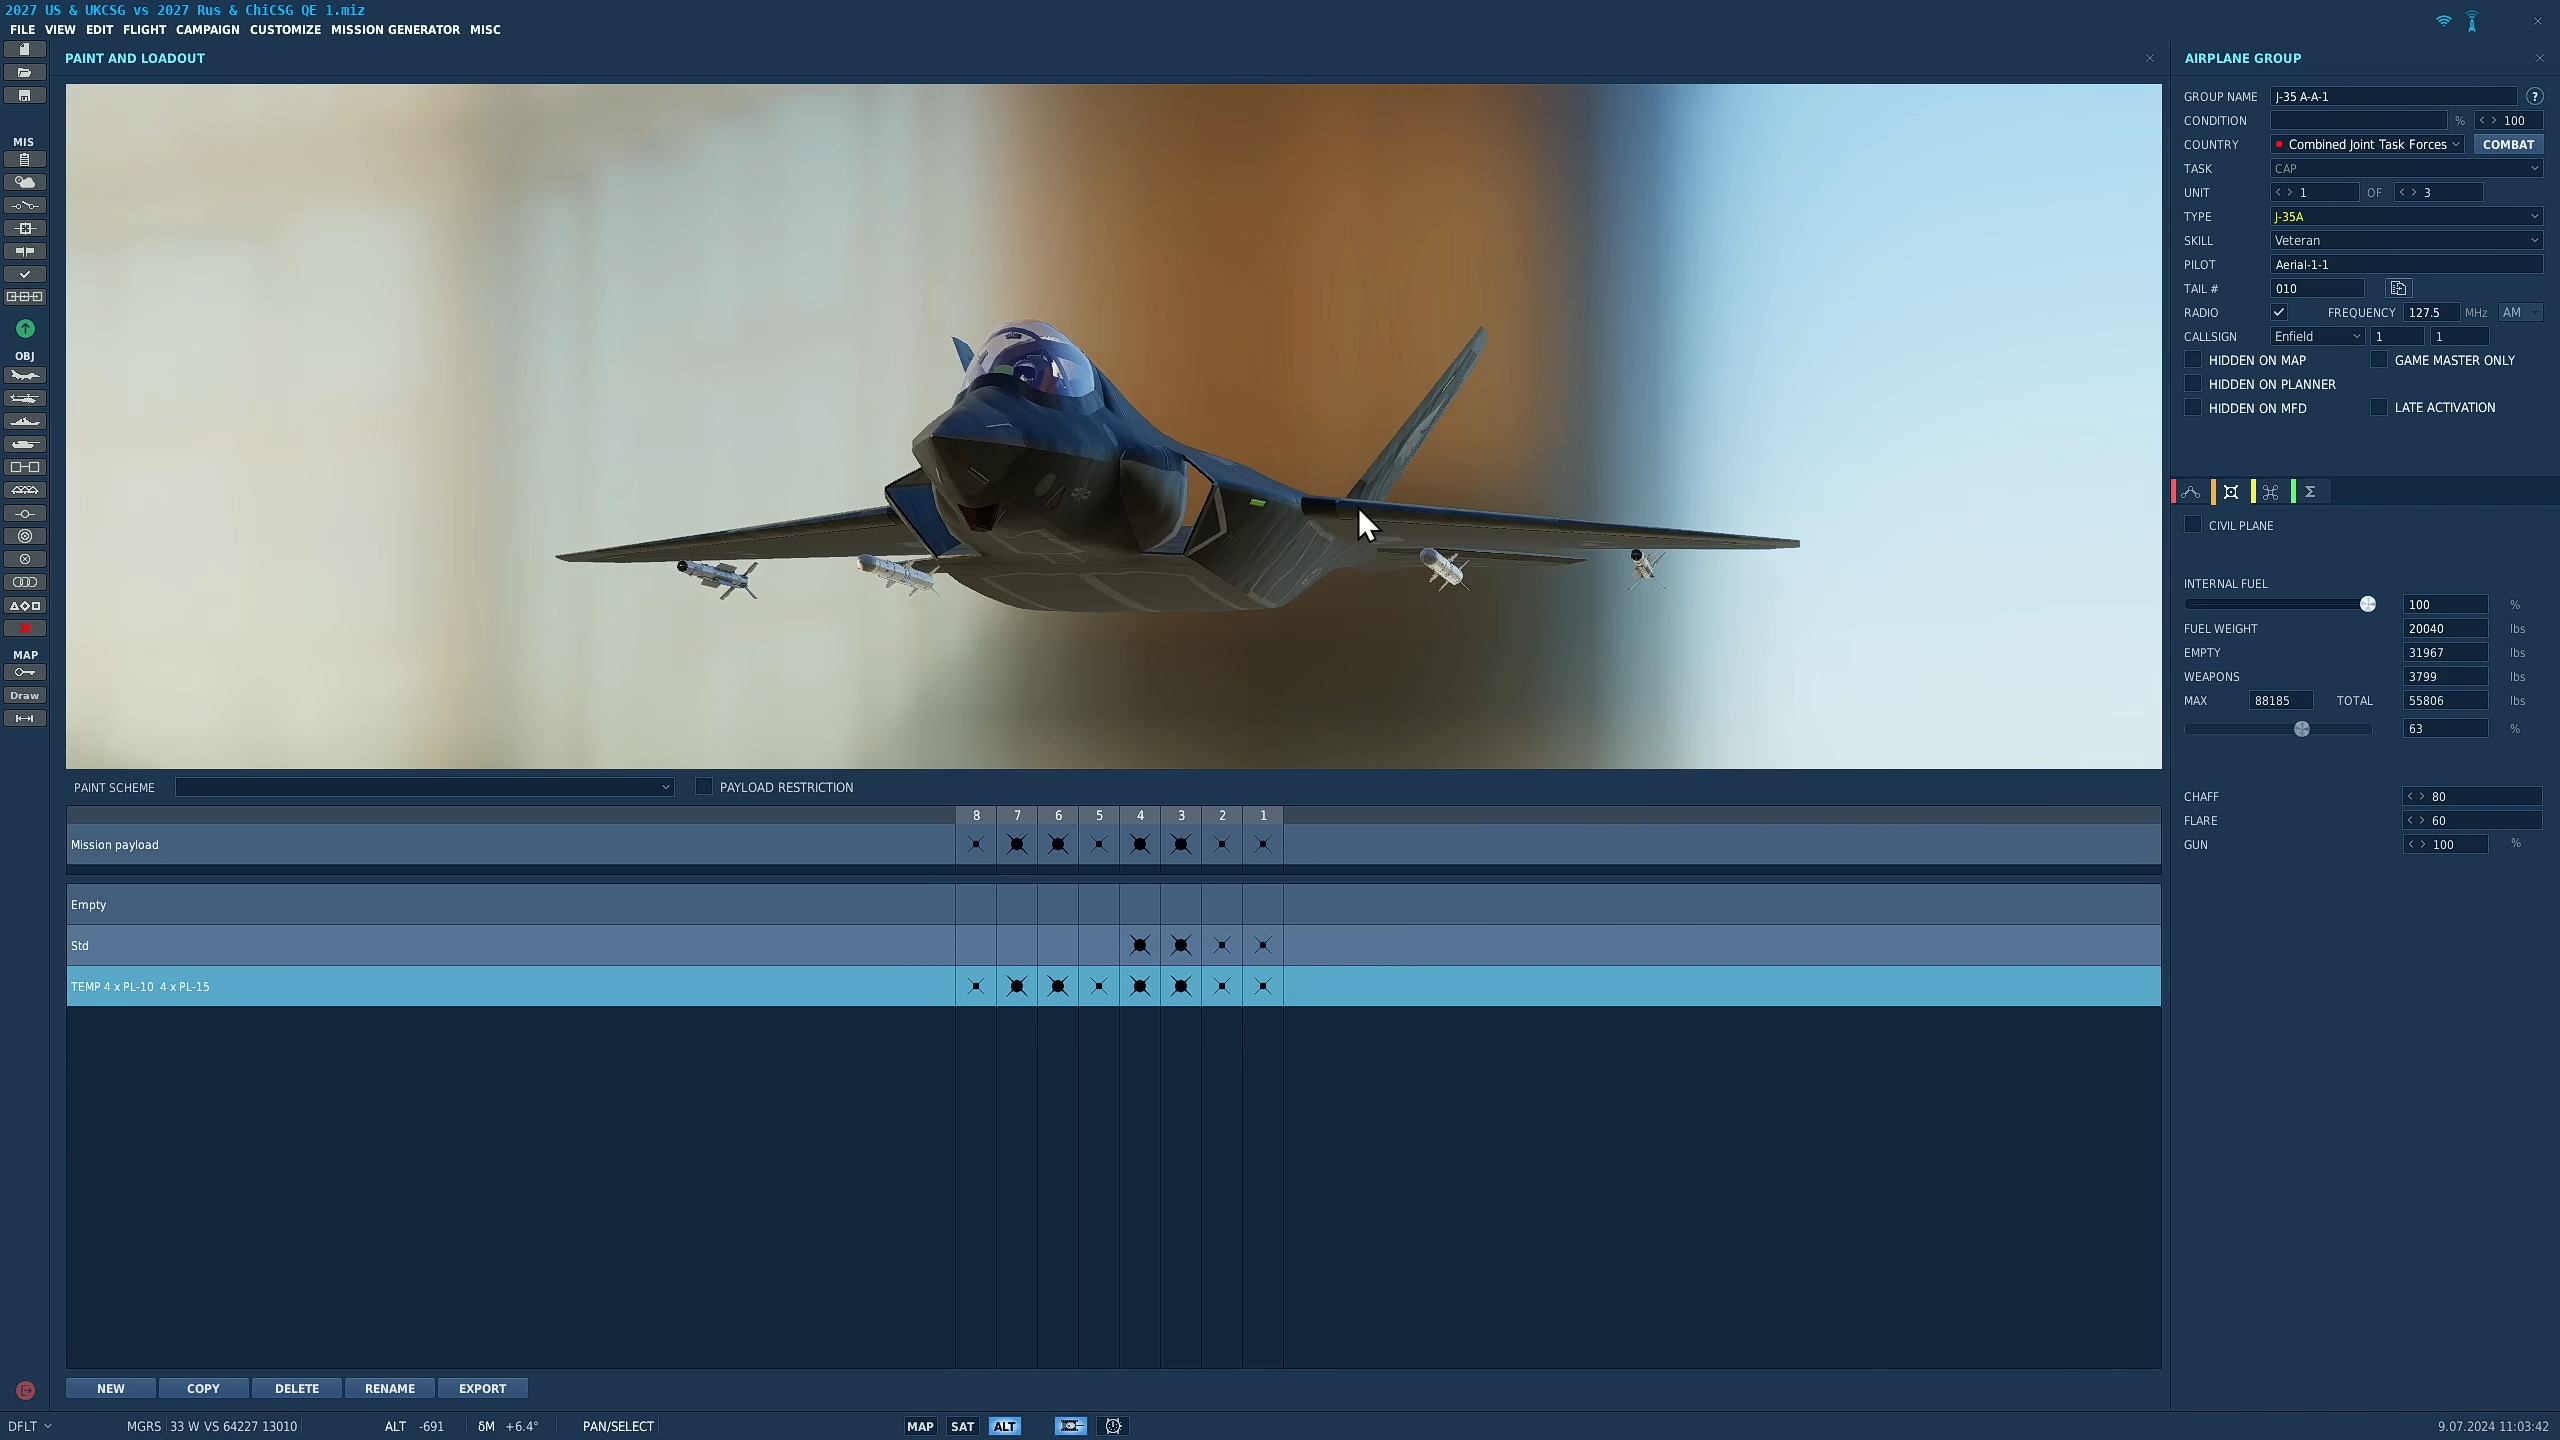 2027 US & UKCSG vs 2027 Rus & ChiCSG QE 1.miz
FILE VIEW EDIT FLIGHT CAMPAIGN CUSTOMIZE MISSION GENERATOR MISC
PAINT AND LOADOUT
MIS
OBJ
MAP
Draw
PAINT SCHEME PAYLOAD RESTRICTION
8 7 6 5 4 3 2 1
Mission payload
Empty
Std
TEMP 4 x PL-10 4 x PL-15
NEW COPY DELETE RENAME EXPORT
AIRPLANE GROUP
GROUP NAME J-35 A-A-1 ?
CONDITION % < > 100
COUNTRY Combined Joint Task Forces COMBAT
TASK CAP
UNIT < > 1 OF < > 3
TYPE J-35A
SKILL Veteran
PILOT Aerial-1-1
TAIL # 010
RADIO FREQUENCY 127.5 MHz AM
CALLSIGN Enfield 1 1
HIDDEN ON MAP GAME MASTER ONLY
HIDDEN ON PLANNER
HIDDEN ON MFD LATE ACTIVATION
Σ
CIVIL PLANE
INTERNAL FUEL
100 %
FUEL WEIGHT 20040 lbs
EMPTY 31967 lbs
WEAPONS 3799 lbs
MAX 88185 TOTAL 55806 lbs
63 %
CHAFF < > 80
FLARE < > 60
GUN < > 100 %
DFLT MGRS 33 W VS 64227 13010 ALT -691 δM +6.4° PAN/SELECT MAP SAT ALT 9.07.2024 11:03:42